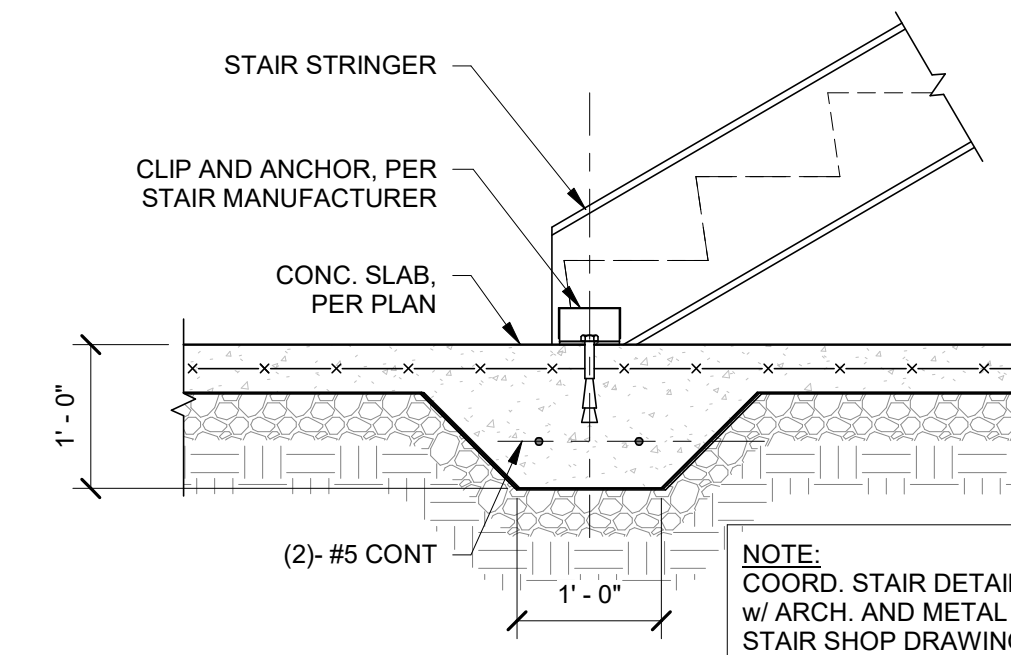 STAIR STRINGER
CLIP AND ANCHOR, PER
STAIR MANUFACTURER
CONC. SLAB,
PER PLAN
1' - 0"
(2)- #5 CONT
1' - 0"
NOTE:
COORD. STAIR DETAI
w/ ARCH. AND METAL
STAIR SHOP DRAWING